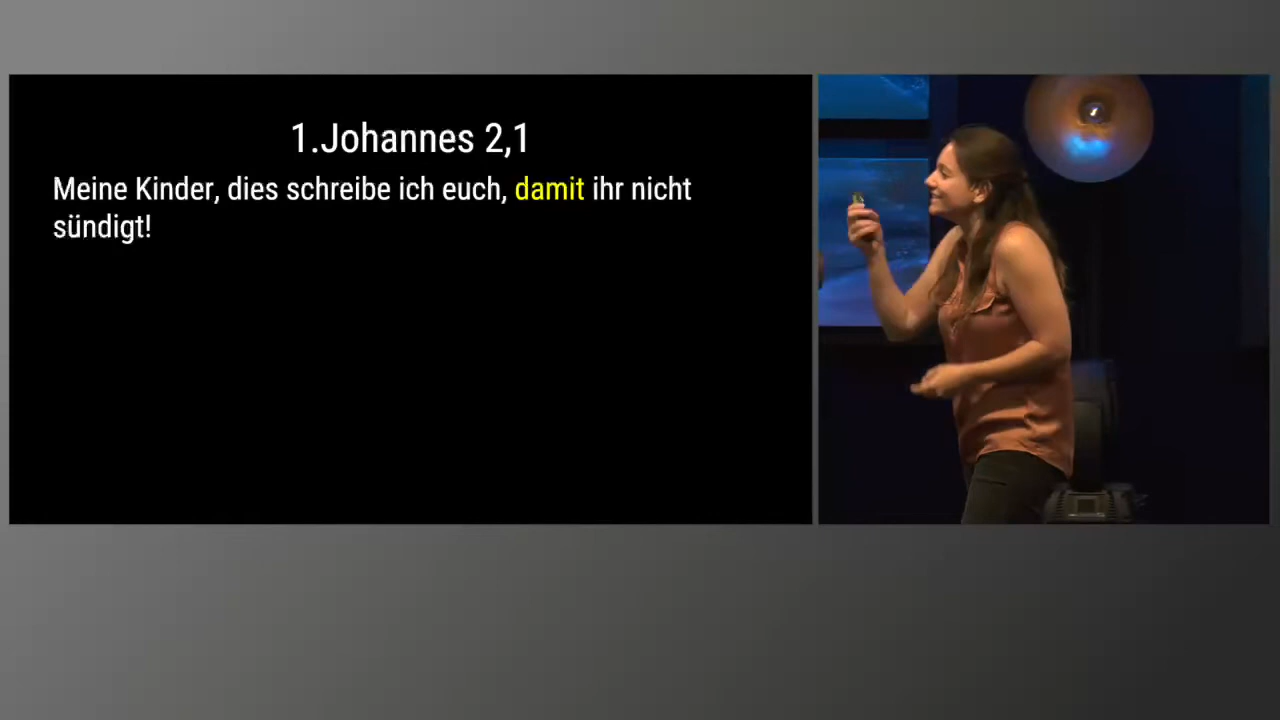 1.Johannes 2,1
Meine Kinder, dies schreibe ich euch, damit ihr nicht
sündigt!